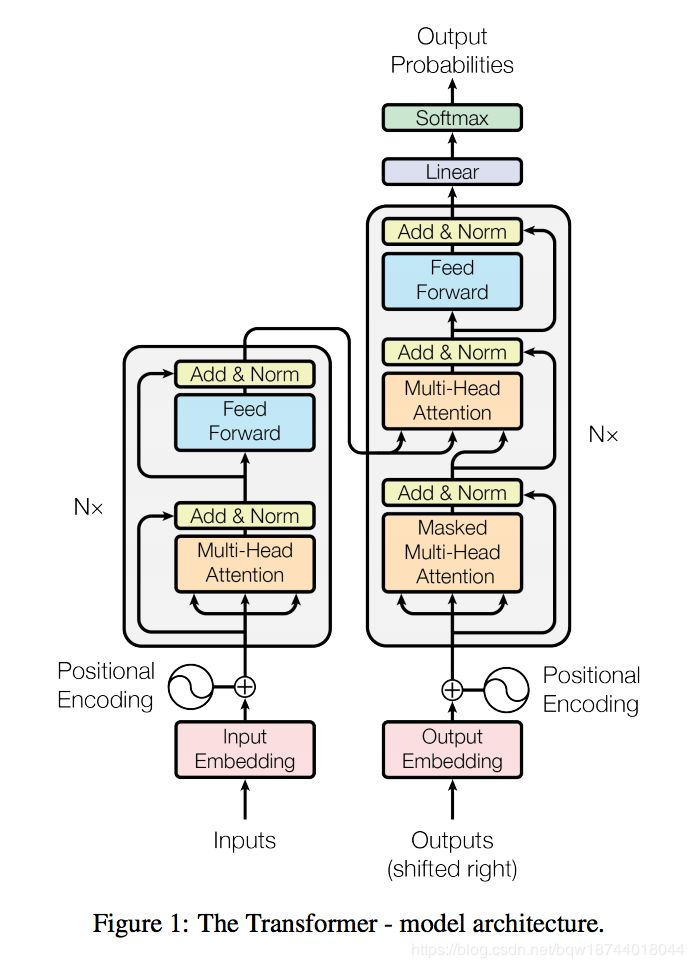 Output
Probabilities
Softmax
Linear
Add & Norm
Feed
Forward
Add & Norm
Multi-Head
Attention
N×
Add & Norm
Masked
Multi-Head
Attention
Add & Norm
Feed
Forward
N×
Add & Norm
Multi-Head
Attention
Positional
Encoding
Positional
Encoding
Input
Embedding
Output
Embedding
Inputs
Outputs
(shifted right)
Figure 1: The Transformer - model architecture.
https://blog.csdn.net/bqw18744018044